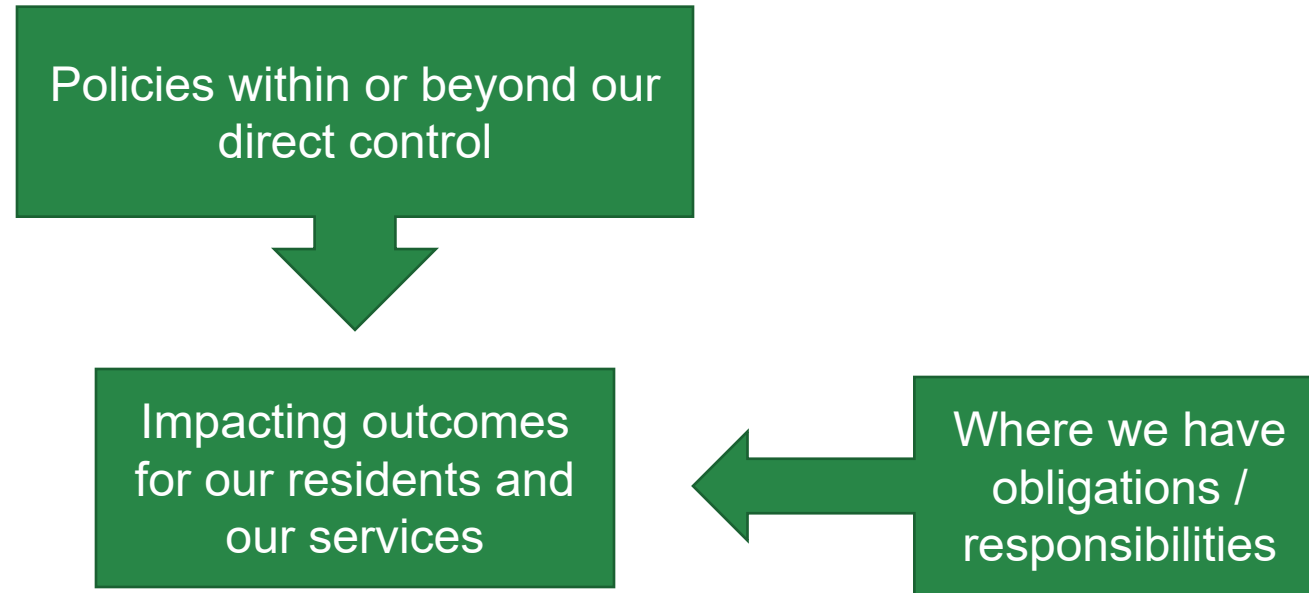 Policies within or beyond our
direct control
Impacting outcomes
for our residents and
our services
Where we have
obligations /
responsibilities